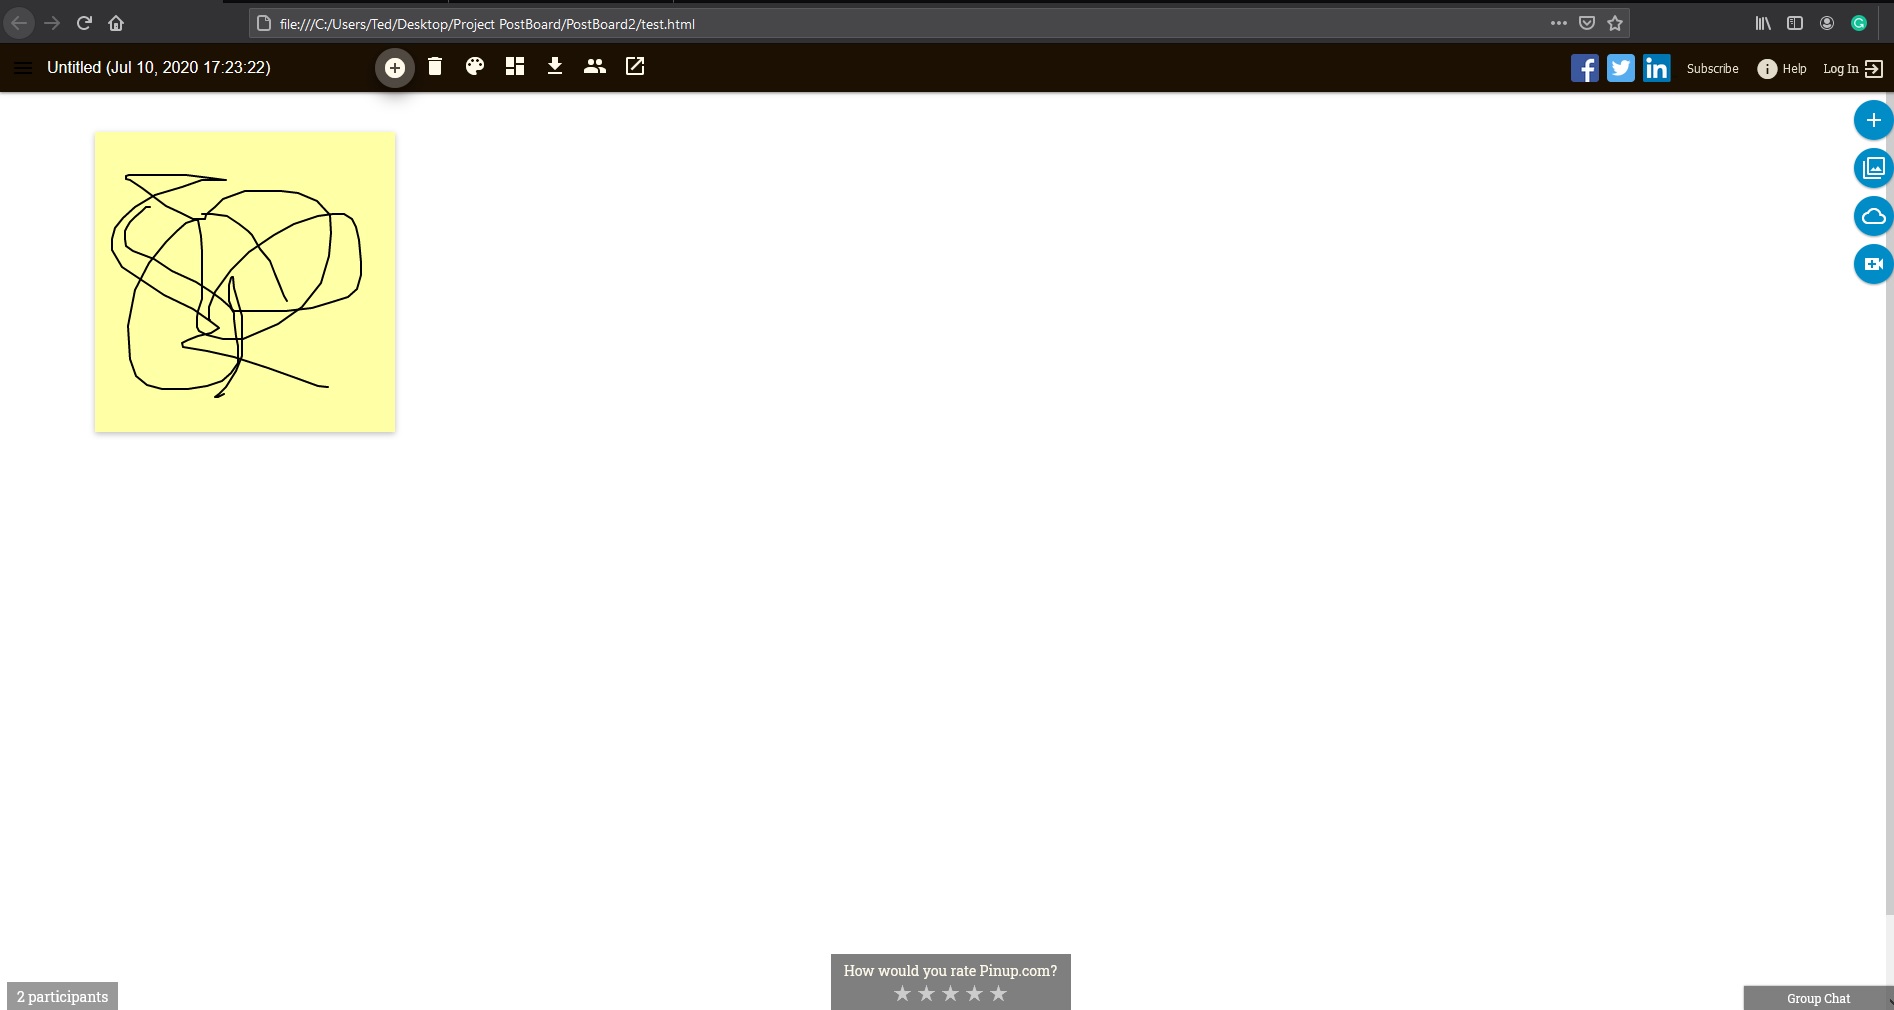 file:///C:/Users/Ted/Desktop/Project PostBoard/PostBoard2/test.html
Untitled (Jul 10, 2020 17:23:22)
Subscribe
Help
Log In
How would you rate Pinup.com?
2 participants
Group Chat